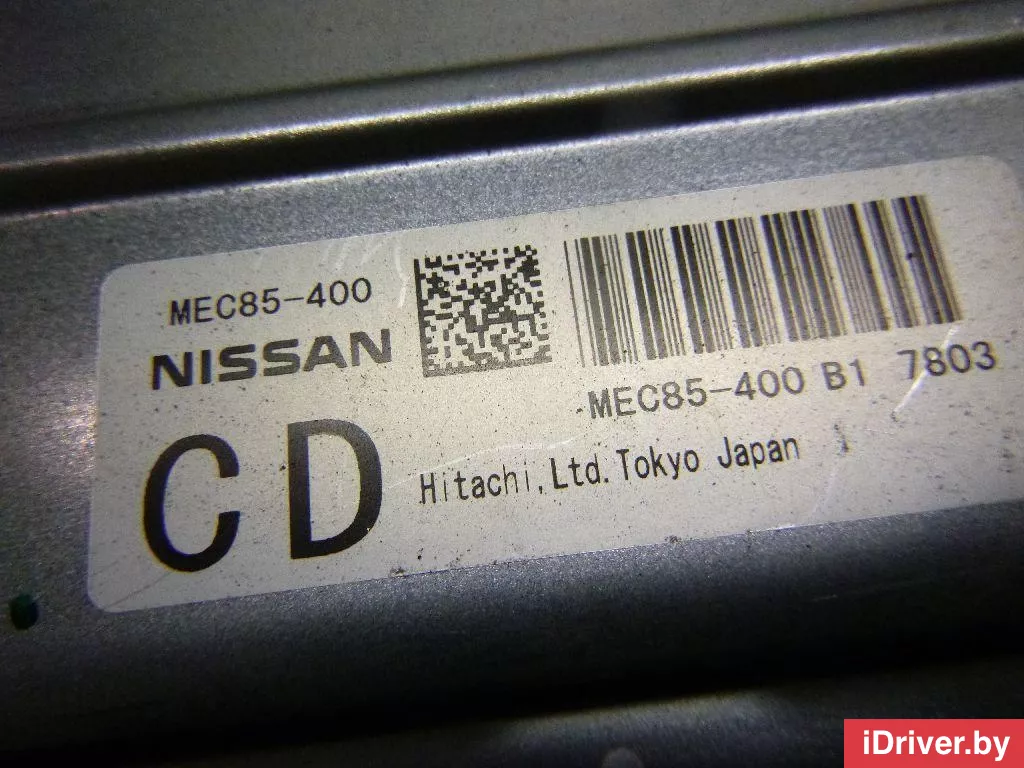 MEC85-400
NISSAN
CD
MEC85-400 B1 7803
Hitachi,Ltd.Tokyo Japan
iDriver.by